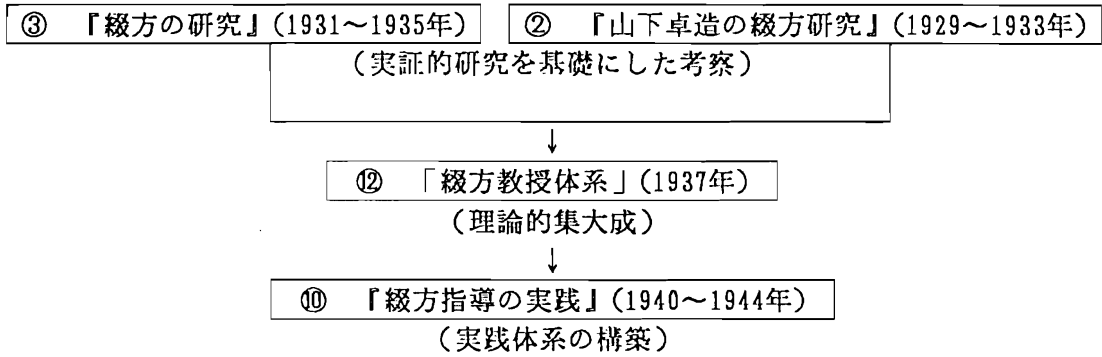 ③ 『綴方の研究』(1931～1935年) ② 『山下卓造の綴方研究』(1929～1933年)
(実証的研究を基礎にした考察)
↓
⑫ 「綴方教授体系」(1937年)
(理論的集大成)
↓
⑩ 『綴方指導の実践』(1940～1944年)
(実践体系の構築)